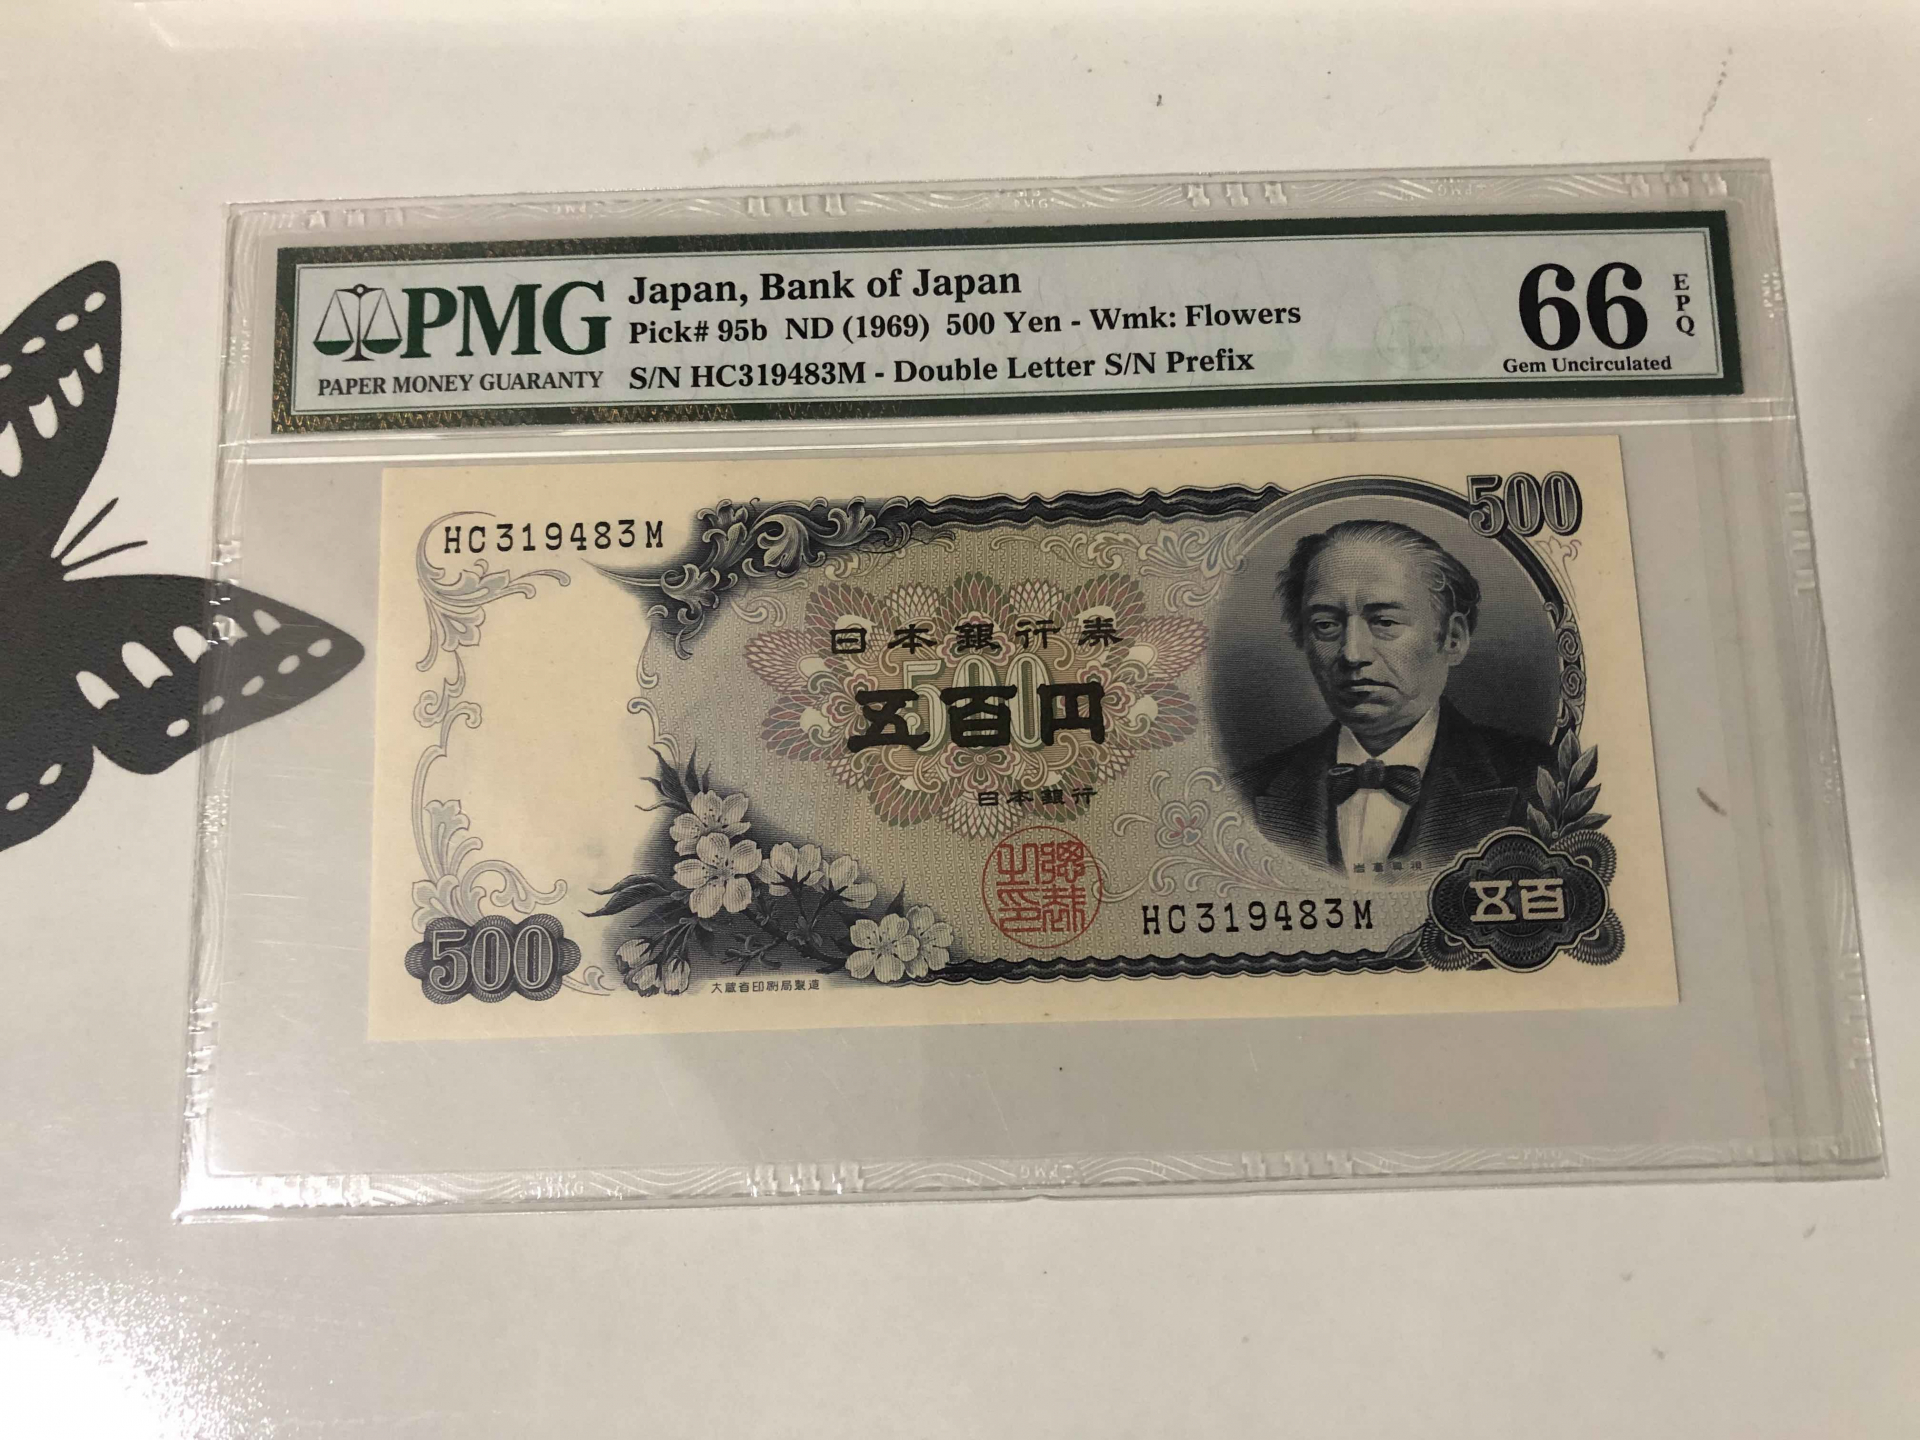 PMG
PAPER MONEY GUARANTY
Japan, Bank of Japan
Pick# 95b ND (1969) 500 Yen - Wmk: Flowers
S/N HC319483M - Double Letter S/N Prefix
66 EPQ
Gem Uncirculated
HC319483M
500
日本銀行券
500
五百円
日本銀行
HC319483M
五百
500
大蔵省印刷局製造